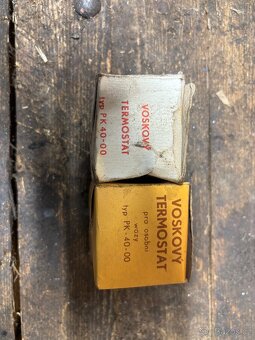 VOSKOVÝ
TERMOSTAT
typ PK 40-00
VOSKOVÝ
TERMOSTAT
pro osobní
vozy
typ PK-40-00